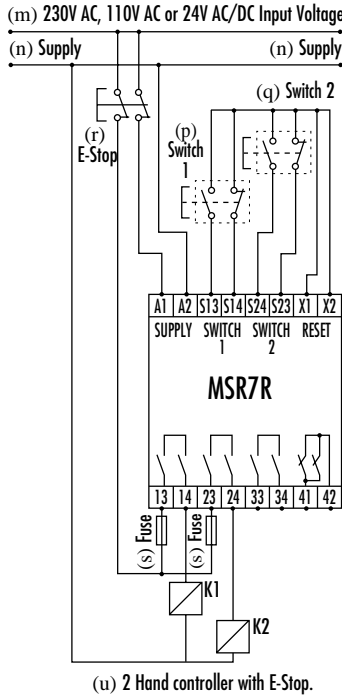 (m) 230V AC, 110V AC or 24V AC/DC Input Voltage
(n) Supply (n) Supply
(q) Switch 2
(p) Switch 1
(r) E-Stop
A1 A2 S13 S14 S24 S23 X1 X2
SUPPLY SWITCH 1 SWITCH 2 RESET
MSR7R
13 14 23 24 33 34 41 42
(s) Fuse (s) Fuse
K1
K2
(u) 2 Hand controller with E-Stop.